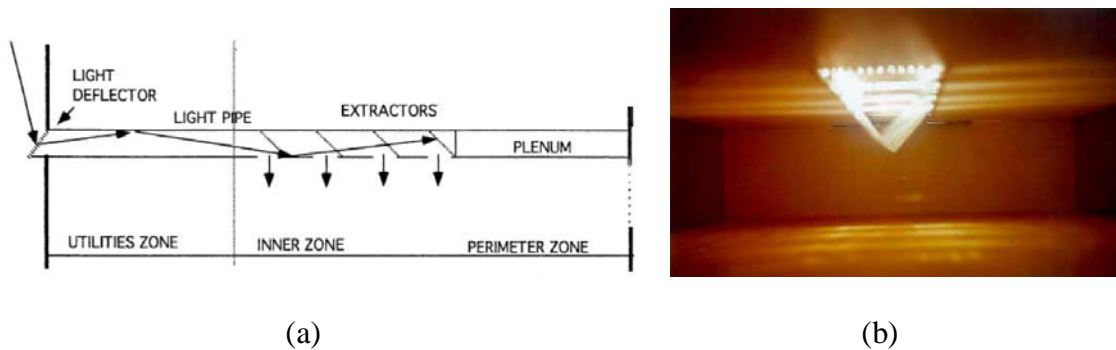 LIGHT
DEFLECTOR
LIGHT PIPE
EXTRACTORS
PLENUM
UTILITIES ZONE
INNER ZONE
PERIMETER ZONE
(a)
(b)